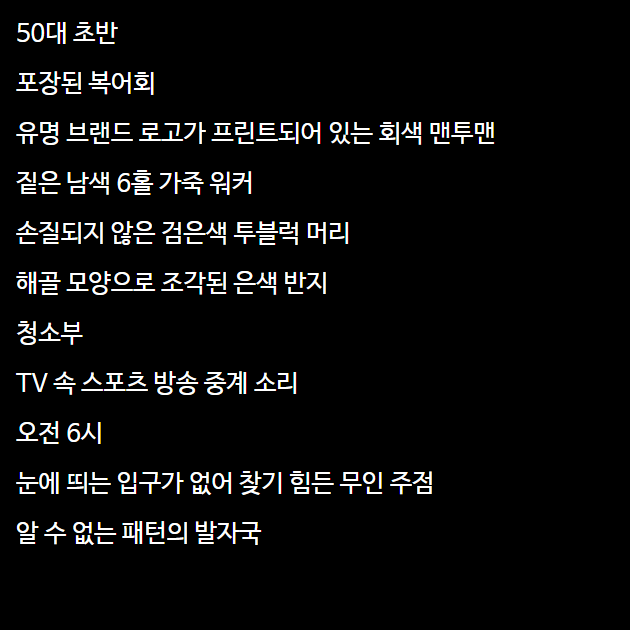 50대 초반
포장된 복어회
유명 브랜드 로고가 프린트되어 있는 회색 맨투맨
짙은 남색 6홀 가죽 워커
손질되지 않은 검은색 투블럭 머리
해골 모양으로 조각된 은색 반지
청소부
TV 속 스포츠 방송 중계 소리
오전 6시
눈에 띄는 입구가 없어 찾기 힘든 무인 주점
알 수 없는 패턴의 발자국